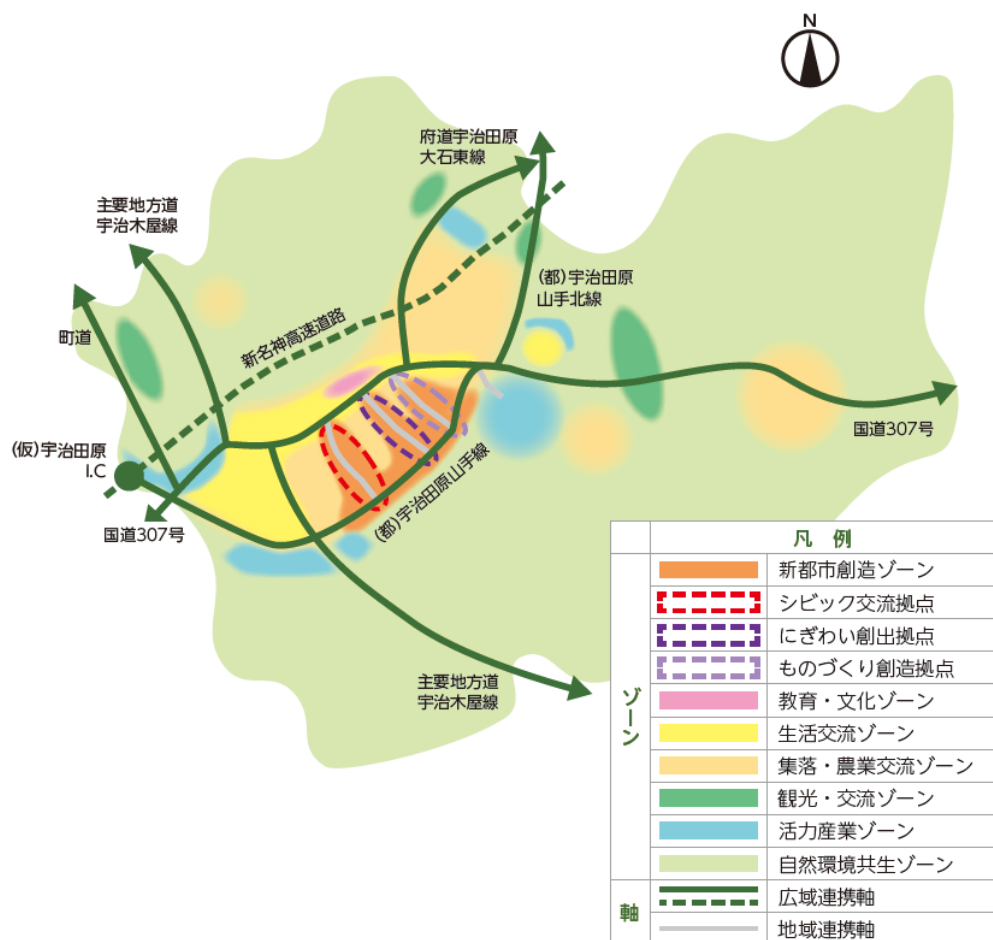 N
府道宇治田原
大石東線
主要地方道
宇治木屋線
(都)宇治田原
山手北線
町道
新名神高速道路
(仮)宇治田原
I.C
国道307号
国道307号
(都)宇治田原山手線
主要地方道
宇治木屋線
凡 例
ゾーン
新都市創造ゾーン
シビック交流拠点
にぎわい創出拠点
ものづくり創造拠点
教育・文化ゾーン
生活交流ゾーン
集落・農業交流ゾーン
観光・交流ゾーン
活力産業ゾーン
自然環境共生ゾーン
軸
広域連携軸
地域連携軸